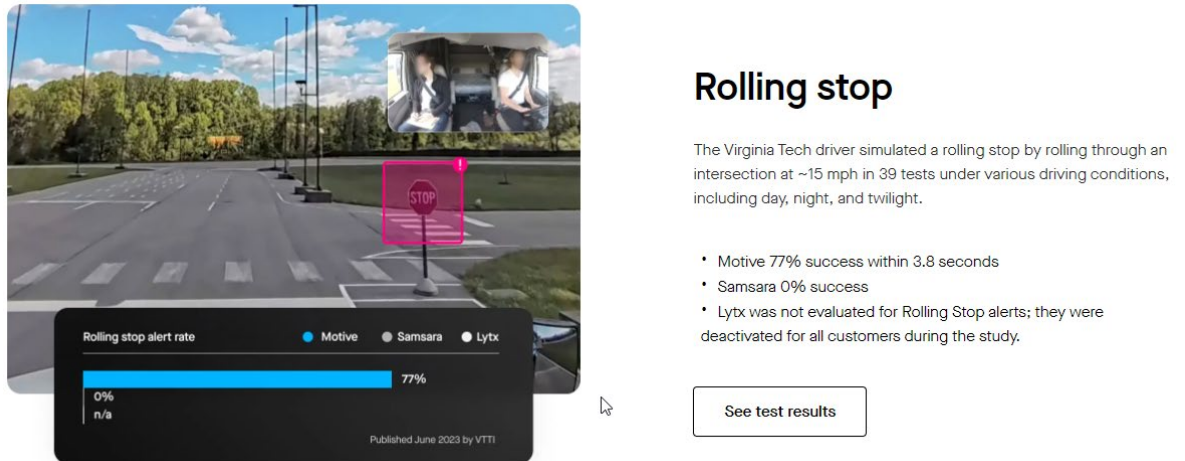 STOP
!
Rolling stop alert rate
Motive
Samsara
Lytx
77%
0%
n/a
Published June 2023 by VTTI
Rolling stop
The Virginia Tech driver simulated a rolling stop by rolling through an
intersection at ~15 mph in 39 tests under various driving conditions,
including day, night, and twilight.
• Motive 77% success within 3.8 seconds
• Samsara 0% success
• Lytx was not evaluated for Rolling Stop alerts; they were
deactivated for all customers during the study.
See test results